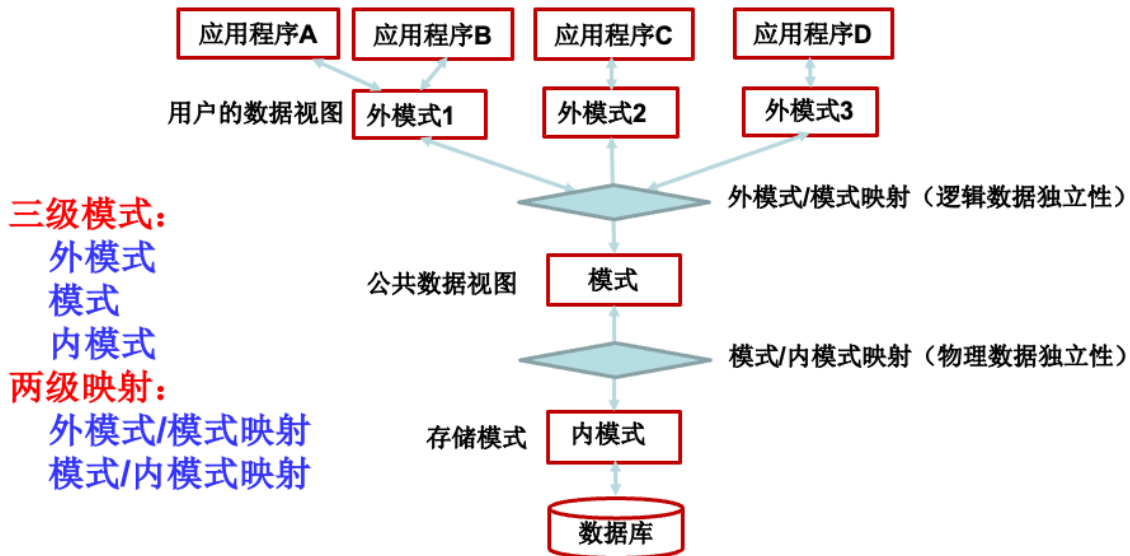 应用程序A
应用程序B
应用程序C
应用程序D
用户的数据视图
外模式1
外模式2
外模式3
外模式/模式映射（逻辑数据独立性）
三级模式：
外模式
模式
内模式
两级映射：
外模式/模式映射
模式/内模式映射
公共数据视图
模式
模式/内模式映射（物理数据独立性）
存储模式
内模式
数据库